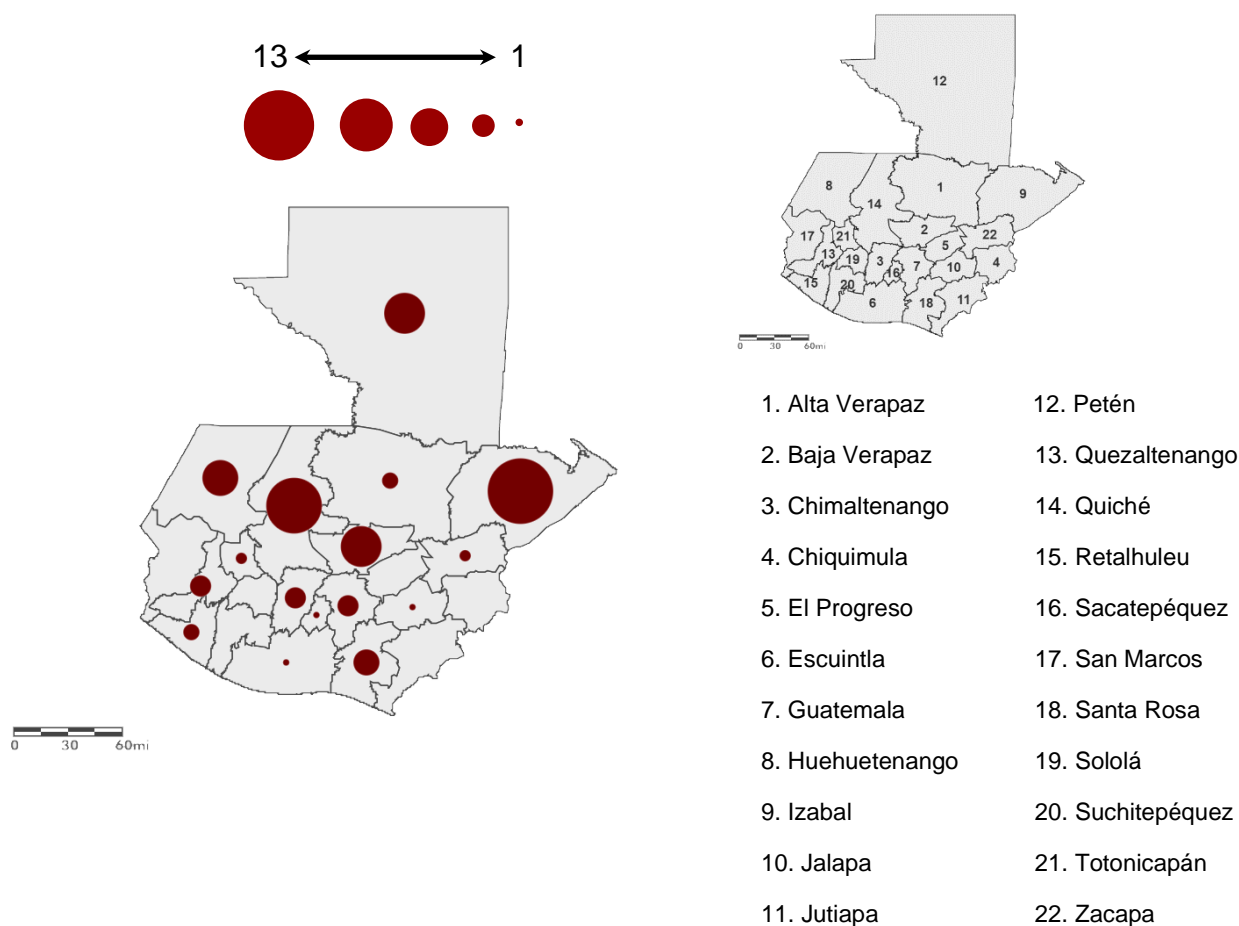 13 1
12
8
1
9
14
2
17
21
22
5
13
19
3
7
10
4
16
15
20
6
18
11
0 30 60mi
1. Alta Verapaz
2. Baja Verapaz
3. Chimaltenango
4. Chiquimula
5. El Progreso
6. Escuintla
7. Guatemala
8. Huehuetenango
9. Izabal
10. Jalapa
11. Jutiapa
12. Petén
13. Quezaltenango
14. Quiché
15. Retalhuleu
16. Sacatepéquez
17. San Marcos
18. Santa Rosa
19. Sololá
20. Suchitepéquez
21. Totonicapán
22. Zacapa
0 30 60mi